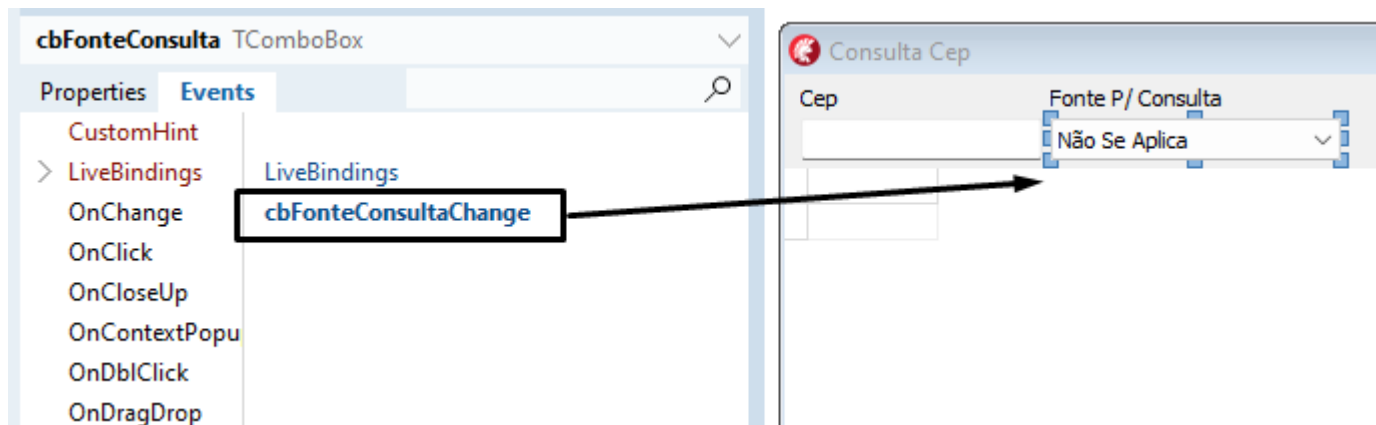 cbFonteConsulta TComboBox
Properties Events
CustomHint
LiveBindings LiveBindings
OnChange cbFonteConsultaChange
OnClick
OnCloseUp
OnContextPopu
OnDblClick
OnDragDrop
Consulta Cep
Cep Fonte P/ Consulta
Não Se Aplica